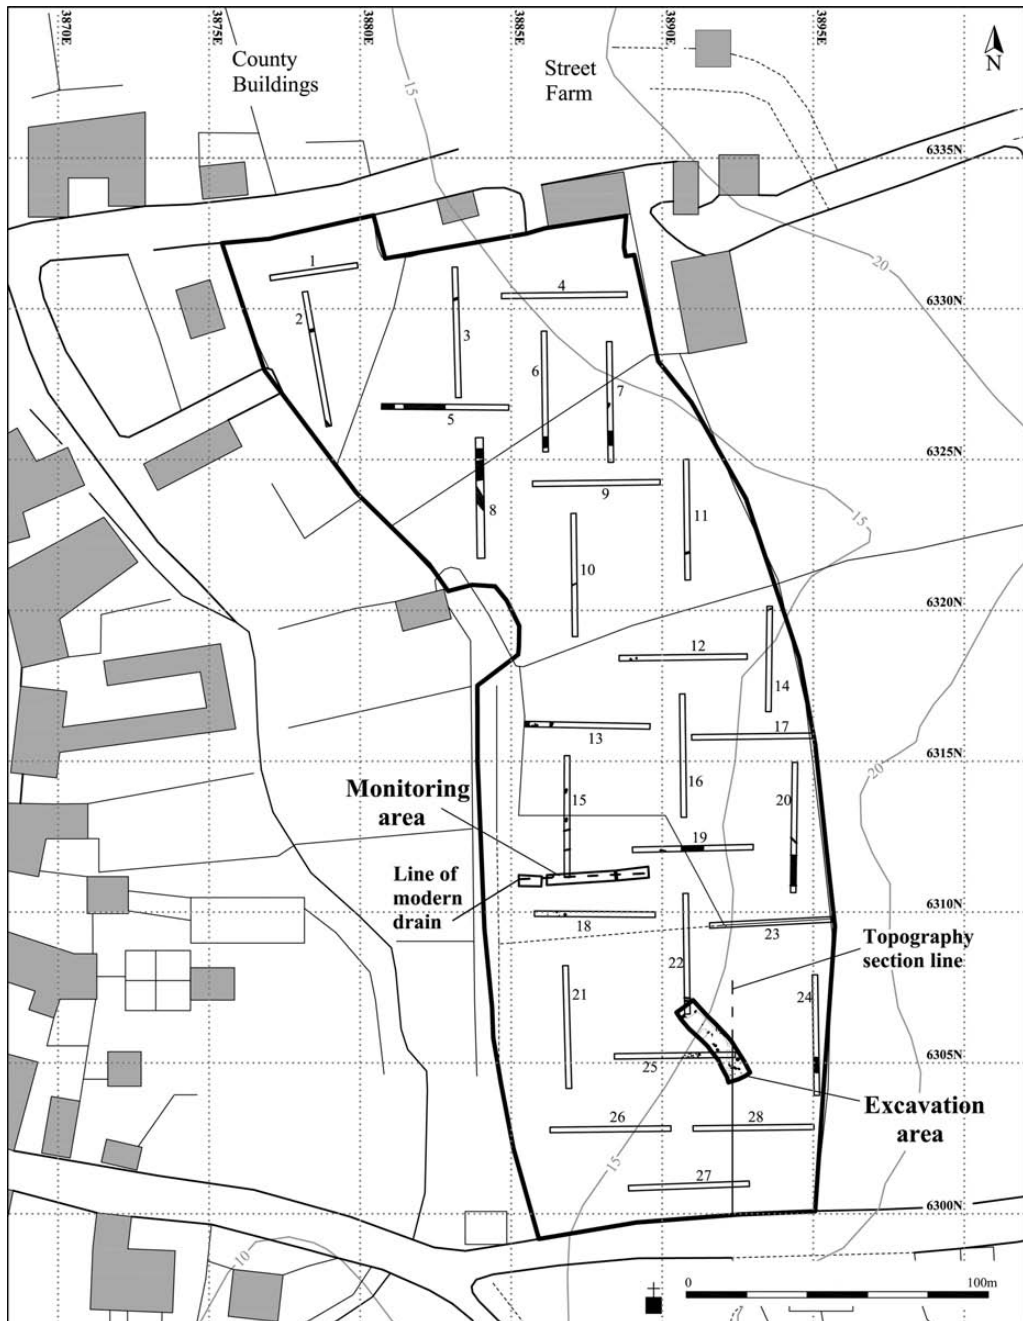 3870E
3875E
3880E
3885E
3890E
3895E
County
Buildings
Street
Farm
N
15
6335N
20
1
4
6330N
2
3
6
7
5
6325N
9
8
11
15
10
6320N
12
14
13
17
6315N
Monitoring
area
15
16
20
20
19
Line of
modern
drain
6310N
18
23
Topography
section line
22
21
24
25
6305N
Excavation
area
26
28
15
27
6300N
10
0
100m